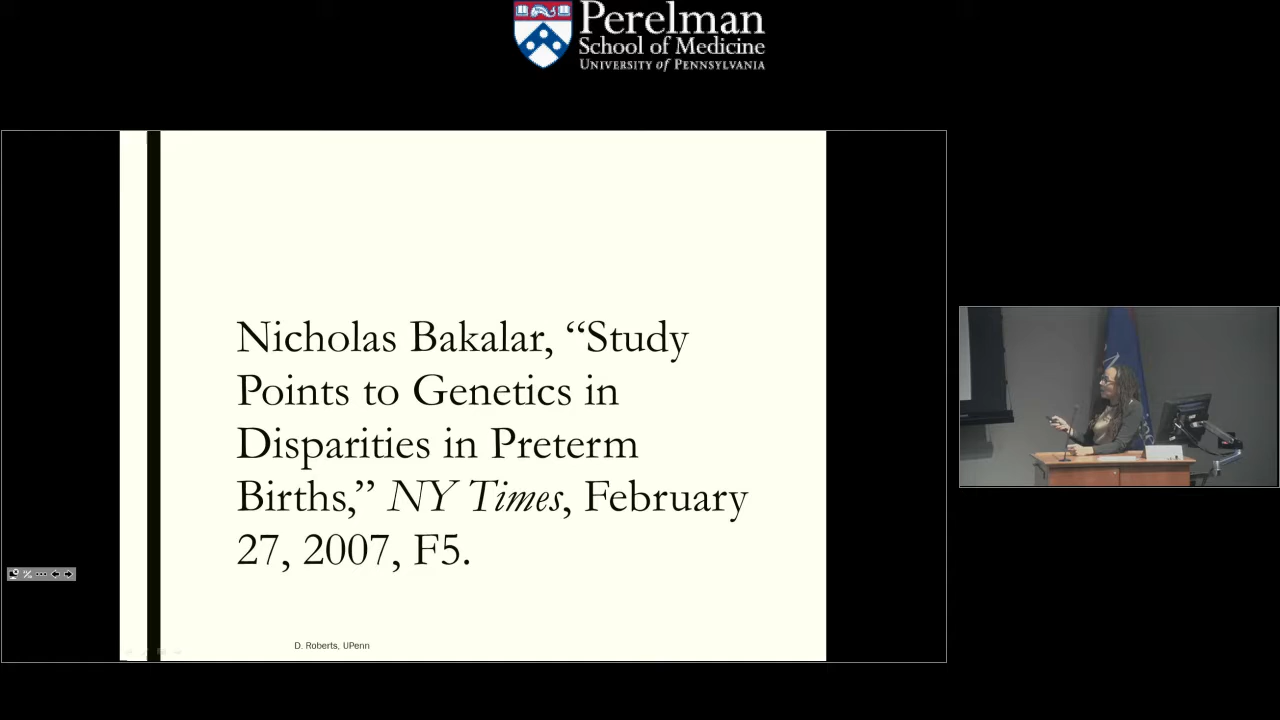 Perelman
School of Medicine
UNIVERSITY of PENNSYLVANIA
Nicholas Bakalar, “Study
Points to Genetics in
Disparities in Preterm
Births,” NY Times, February
27, 2007, F5.
D. Roberts, UPenn